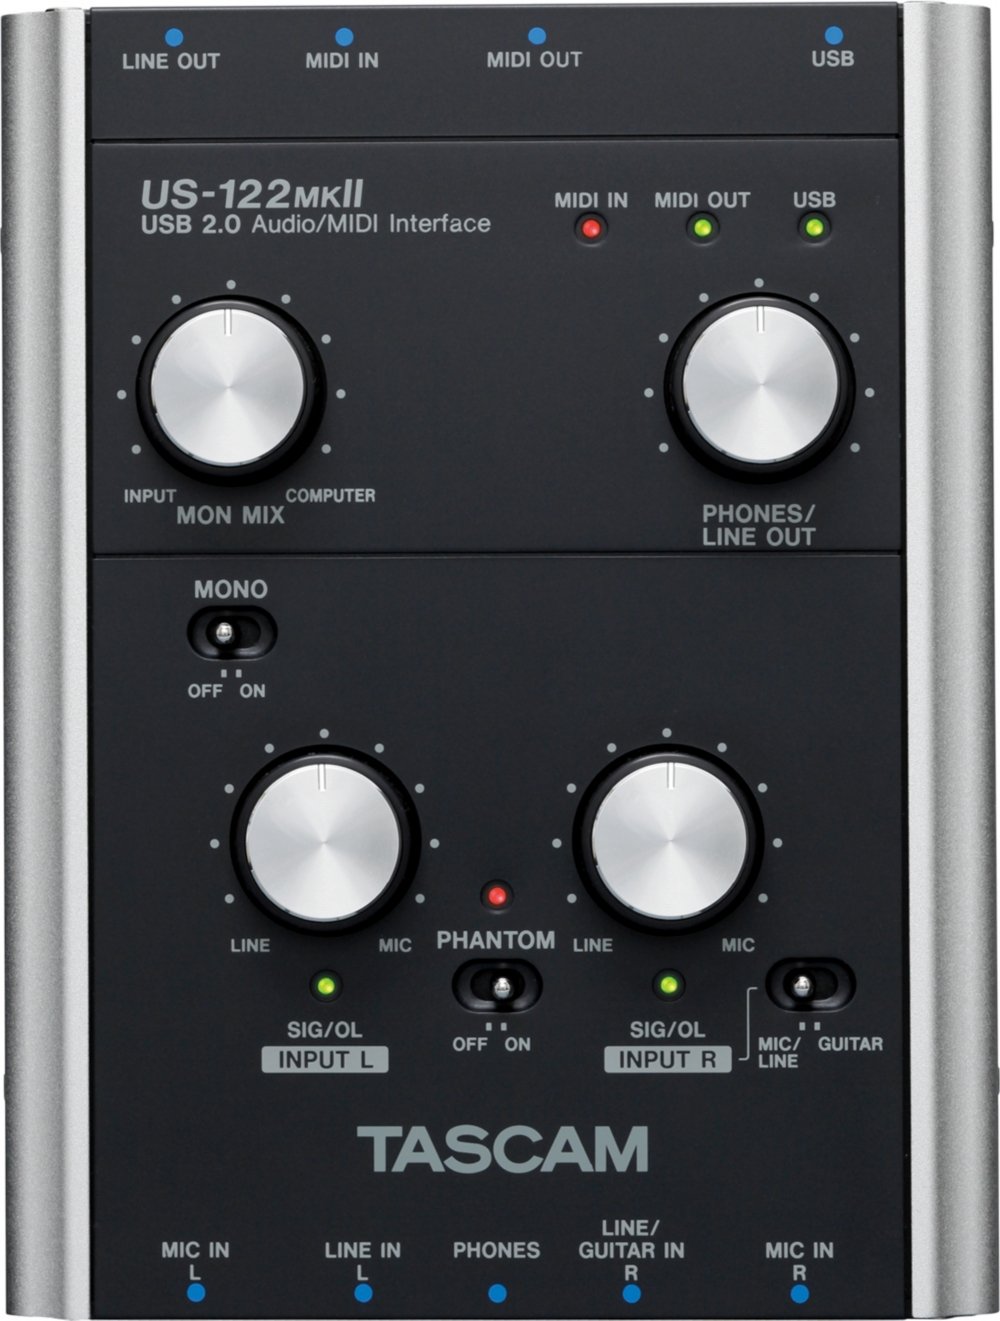 LINE OUT MIDI IN MIDI OUT USB
US-122MKII
USB 2.0 Audio/MIDI Interface
MIDI IN MIDI OUT USB
INPUT COMPUTER
MON MIX
PHONES/
LINE OUT
MONO
OFF ON
LINE MIC
PHANTOM
LINE MIC
SIG/OL
INPUT L
OFF ON
SIG/OL
INPUT R
MIC/
LINE
GUITAR
TASCAM
MIC IN
L
LINE IN
L
PHONES
LINE/
GUITAR IN
R
MIC IN
R